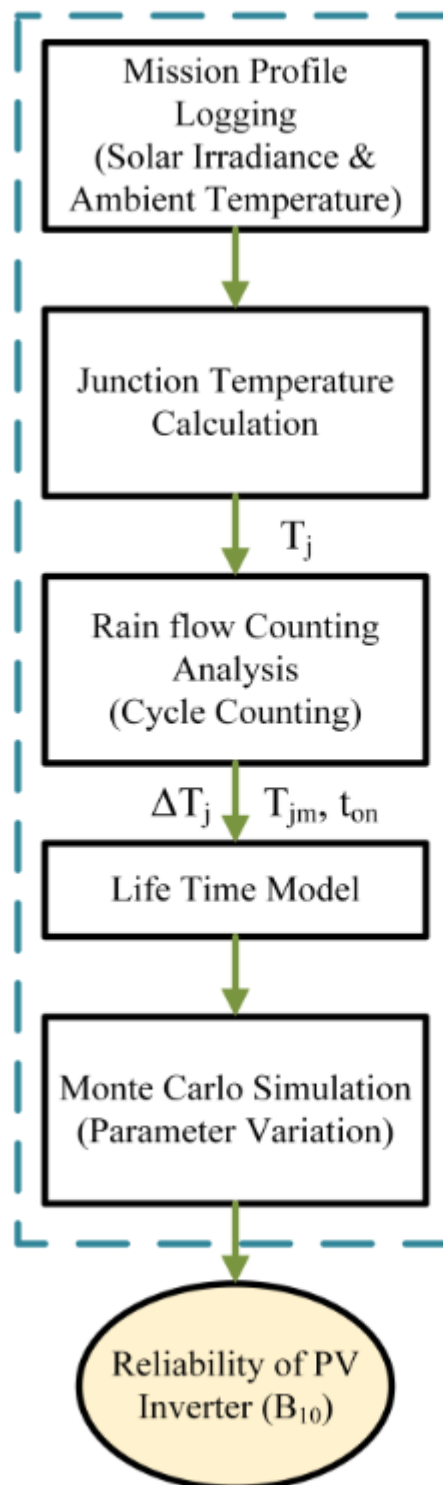 Mission Profile
Logging
(Solar Irradiance &
Ambient Temperature)
Junction Temperature
Calculation
Tj
Rain flow Counting
Analysis
(Cycle Counting)
ΔTj Tjm, ton
Life Time Model
Monte Carlo Simulation
(Parameter Variation)
Reliability of PV
Inverter (B10)